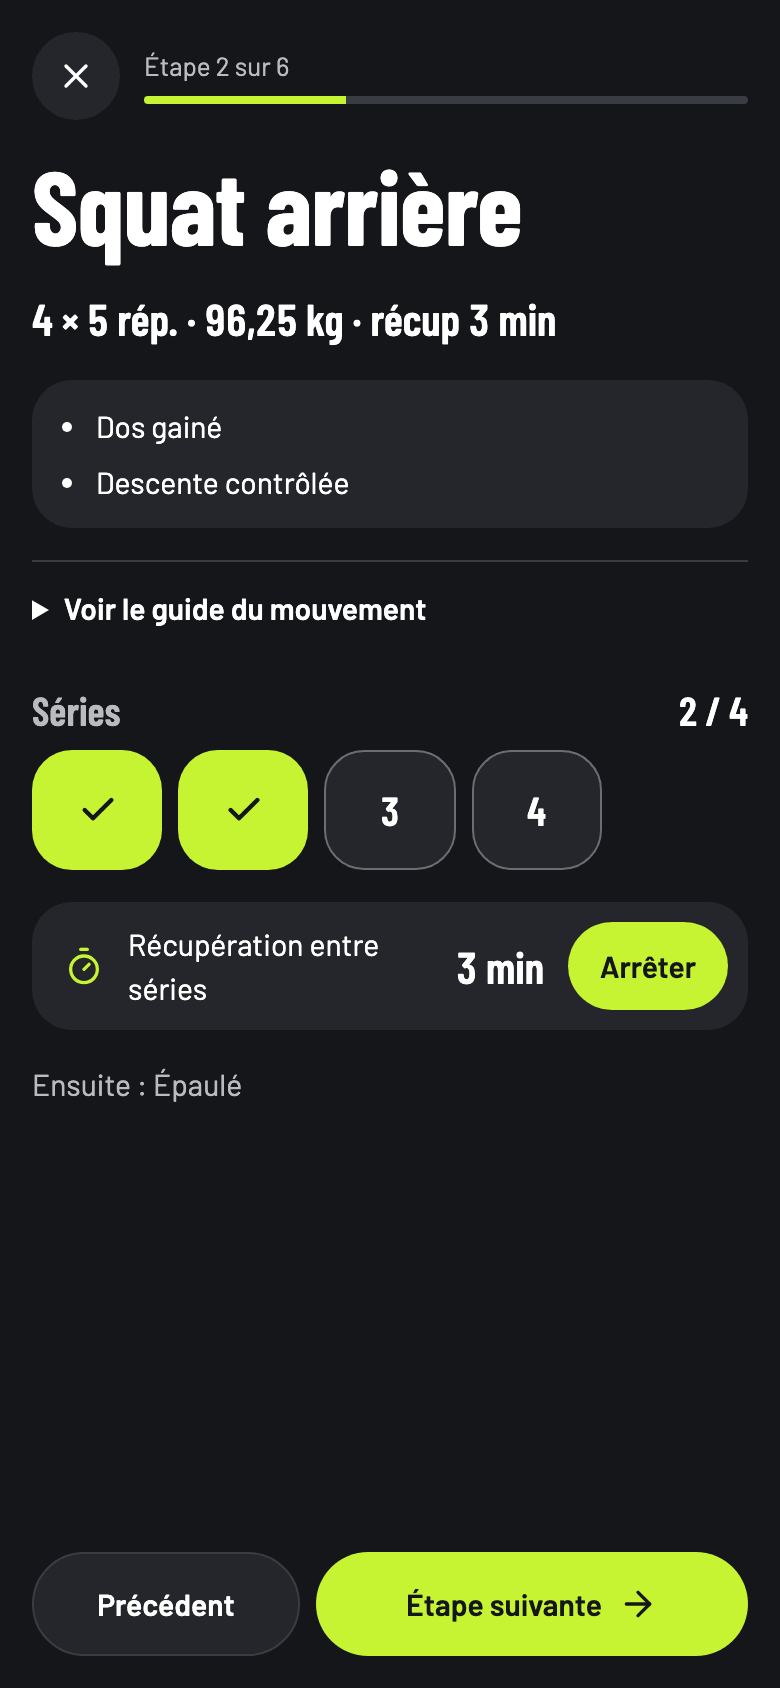 Étape 2 sur 6
Squat arrière
4 × 5 rép. · 96,25 kg · récup 3 min
• Dos gainé
• Descente contrôlée
Voir le guide du mouvement
Séries 2 / 4
3 4
Récupération entre
séries
3 min
Arrêter
Ensuite : Épaulé
Précédent
Étape suivante →